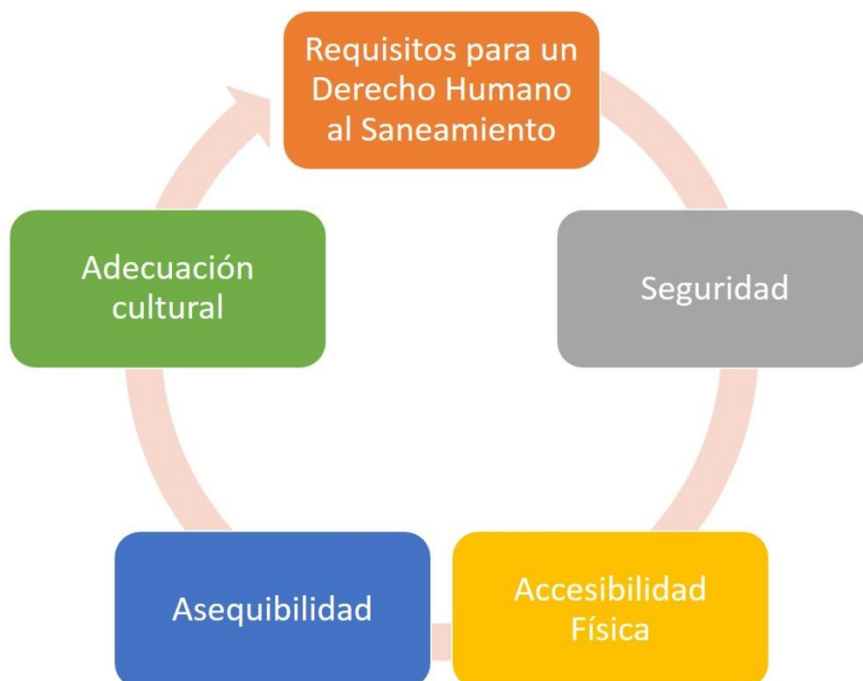 Requisitos para un
Derecho Humano
al Saneamiento
Seguridad
Accesibilidad
Física
Asequibilidad
Adecuación
cultural